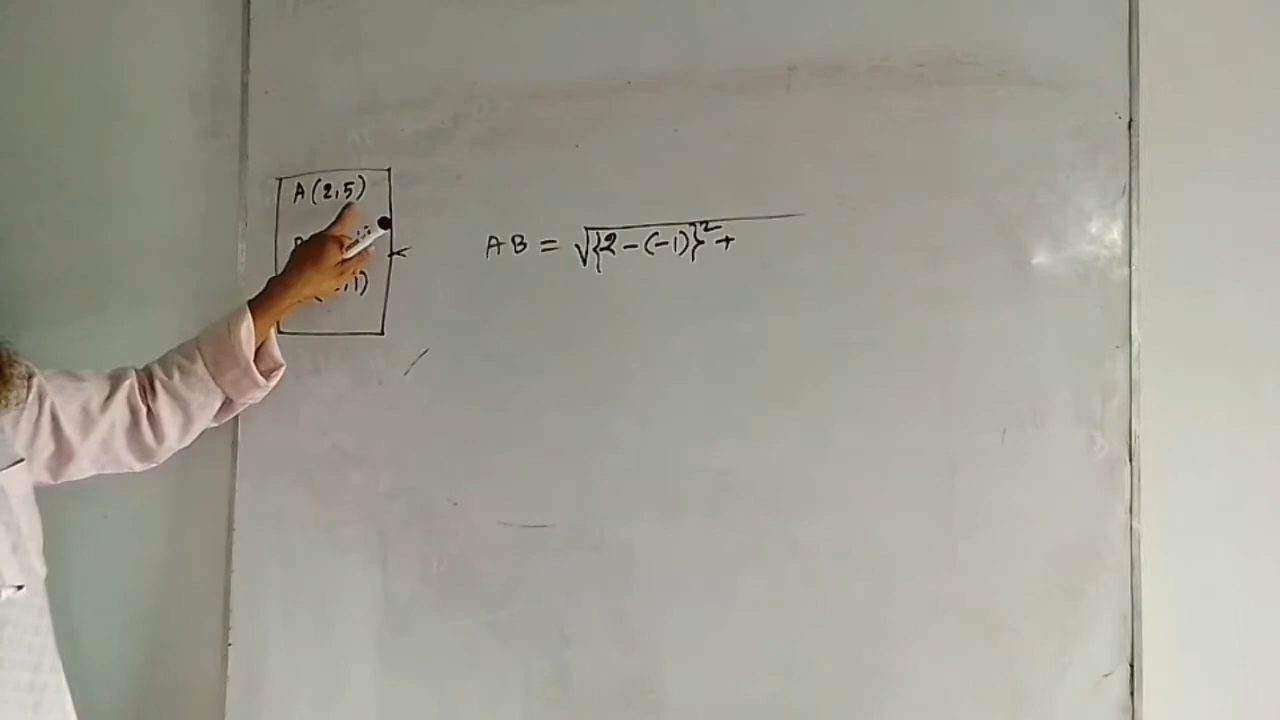 A(2,5)
,1)
AB = √{2-(-1)}² +